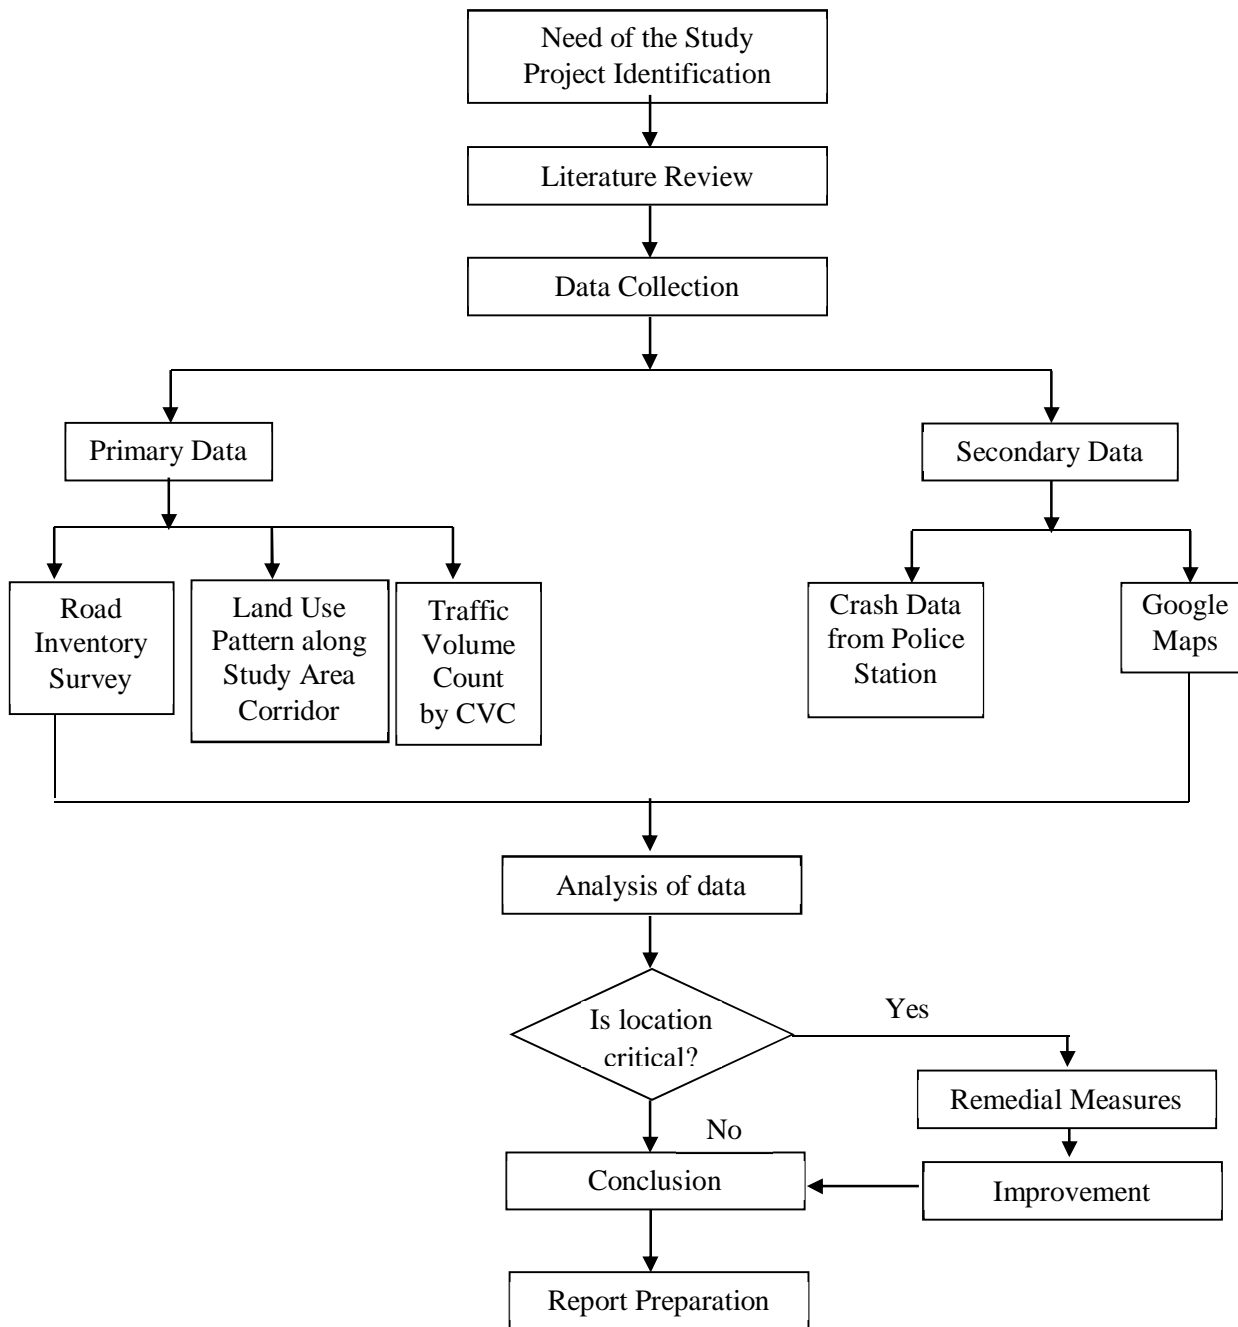 Need of the Study
Project Identification
Literature Review
Data Collection
Primary Data
Secondary Data
Road
Inventory
Survey
Land Use
Pattern along
Study Area
Corridor
Traffic
Volume
Count
by CVC
Crash Data
from Police
Station
Google
Maps
Analysis of data
Is location
critical?
Yes
Remedial Measures
No
Conclusion
Improvement
Report Preparation